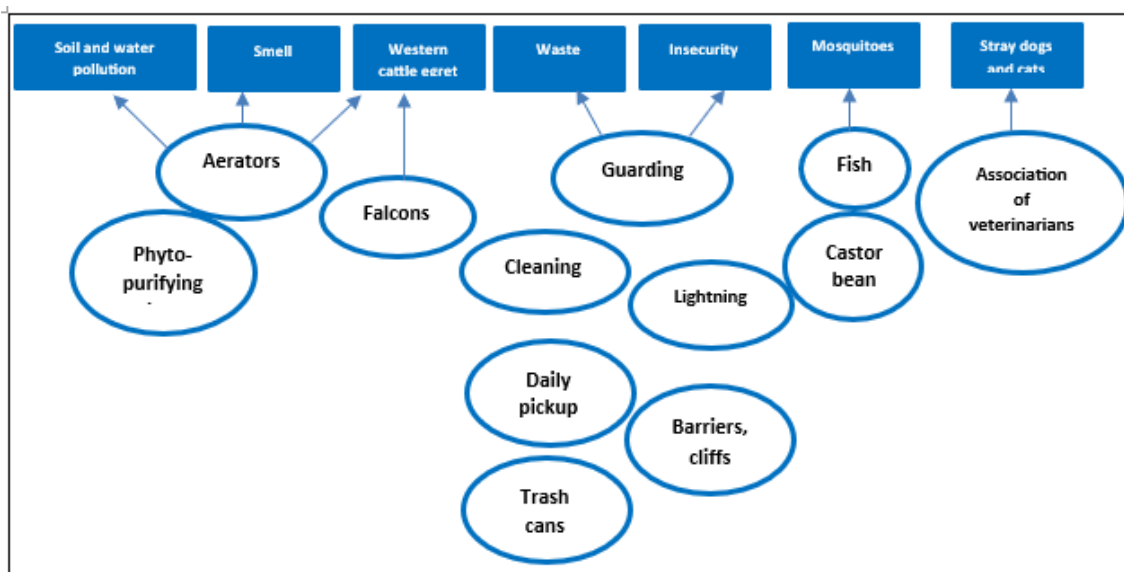 Soil and water
pollution
Smell
Western
cattle egret
Waste
Insecurity
Mosquitoes
Stray dogs
and cats
Aerators
Guarding
Fish
Association
of
veterinarians
Falcons
Phyto-
purifying
Cleaning
Castor
bean
Lightning
Daily
pickup
Barriers,
cliffs
Trash
cans